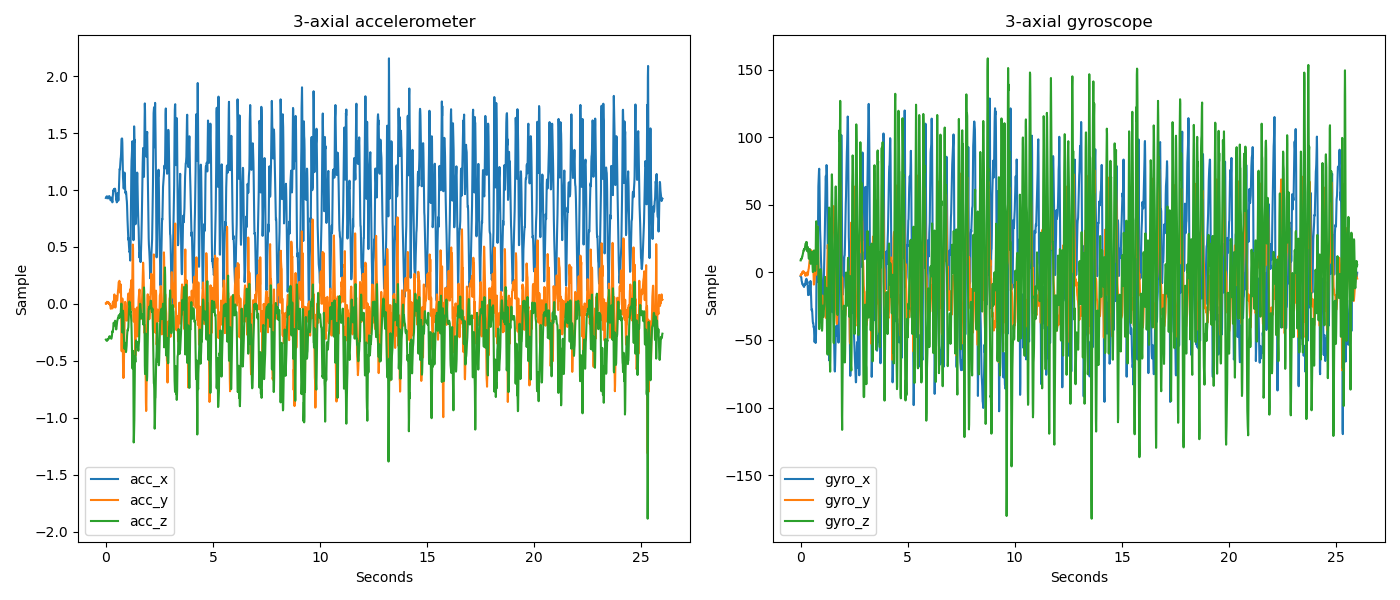 3-axial accelerometer
2.0
1.5
1.0
0.5
0.0
−0.5
−1.0
−1.5
−2.0
Sample
acc_x
acc_y
acc_z
0 5 10 15 20 25
Seconds
3-axial gyroscope
150
100
50
0
−50
−100
−150
Sample
gyro_x
gyro_y
gyro_z
0 5 10 15 20 25
Seconds